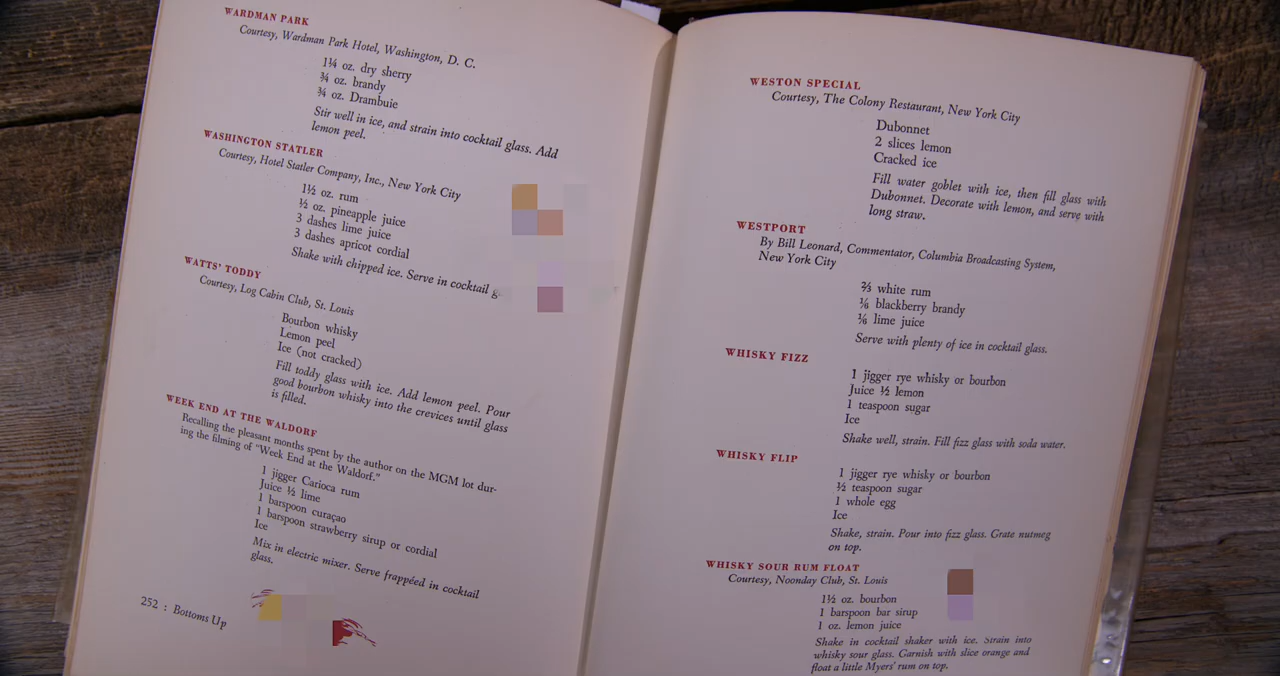 WARDMAN PARK
Courtesy, Wardman Park Hotel, Washington, D. C.
1¼ oz. dry sherry
¾ oz. brandy
¾ oz. Drambuie
Stir well in ice, and strain into cocktail glass. Add
lemon peel.
WASHINGTON STATLER
Courtesy, Hotel Statler Company, Inc., New York City
1½ oz. rum
½ oz. pineapple juice
3 dashes lime juice
3 dashes apricot cordial
Shake with chipped ice. Serve in cocktail
WATTS' TODDY
Courtesy, Log Cabin Club, St. Louis
Bourbon whisky
Lemon peel
Ice (not cracked)
Fill toddy glass with ice. Add lemon peel. Pour
good bourbon whisky into the crevices until glass
is filled.
WEEK END AT THE WALDORF
Recalling the pleasant months spent by the author on the MGM lot dur-
ing the filming of "Week End at the Waldorf."
1 jigger Carioca rum
Juice ½ lime
1 barspoon curaçao
1 barspoon strawberry sirup or cordial
Ice
Mix in electric mixer. Serve frappéed in cocktail
glass.
252 : Bottoms Up
WESTON SPECIAL
Courtesy, The Colony Restaurant, New York City
Dubonnet
2 slices lemon
Cracked ice
Fill water goblet with ice, then fill glass with
Dubonnet. Decorate with lemon, and serve with
long straw.
WESTPORT
By Bill Leonard, Commentator, Columbia Broadcasting System,
New York City
⅔ white rum
⅙ blackberry brandy
⅙ lime juice
Serve with plenty of ice in cocktail glass.
WHISKY FIZZ
1 jigger rye whisky or bourbon
Juice ½ lemon
1 teaspoon sugar
Ice
Shake well, strain. Fill fizz glass with soda water.
WHISKY FLIP
1 jigger rye whisky or bourbon
½ teaspoon sugar
1 whole egg
Ice
Shake, strain. Pour into fizz glass. Grate nutmeg
on top.
WHISKY SOUR RUM FLOAT
Courtesy, Noonday Club, St. Louis
1½ oz. bourbon
1 barspoon bar sirup
1 oz. lemon juice
Shake in cocktail shaker with ice. Strain into
whisky sour glass. Garnish with slice orange and
float a little Myers' rum on top.